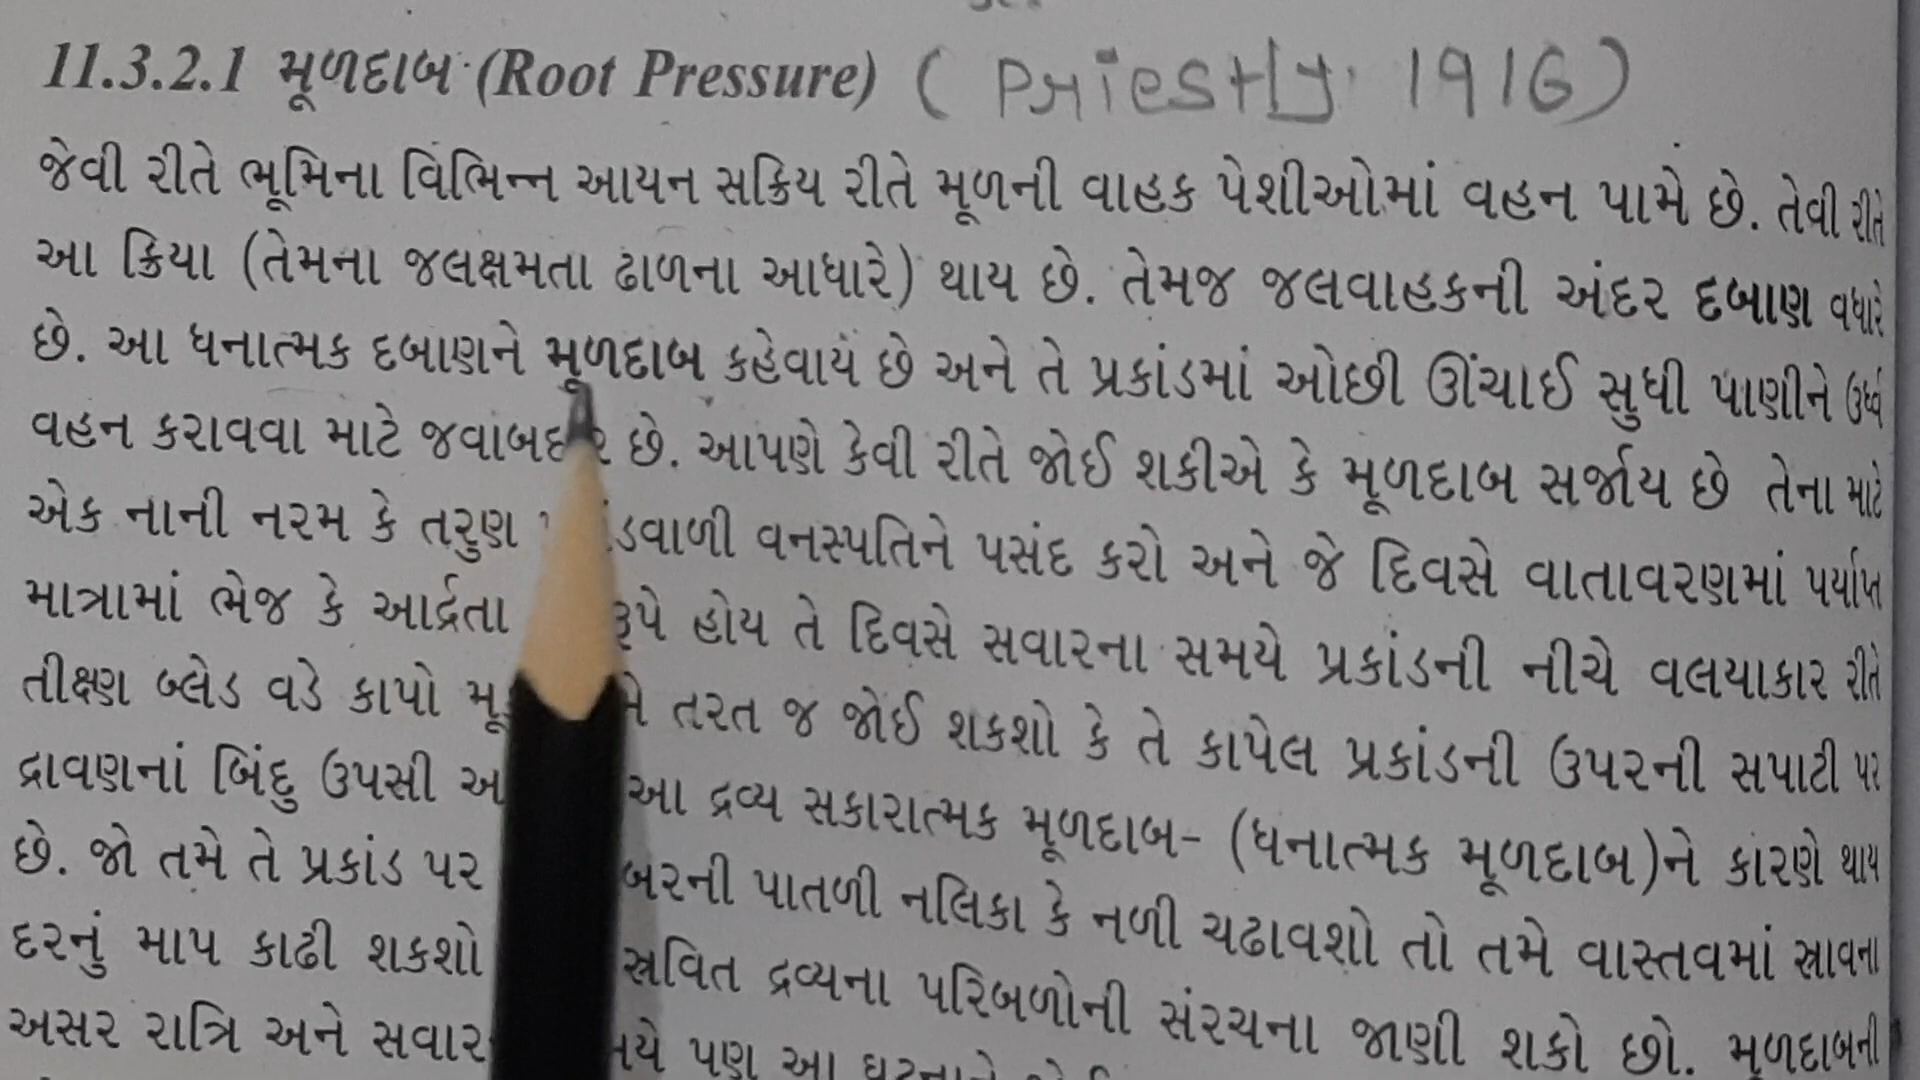 11.3.2.1 મૂળદાબ (Root Pressure) (Priestly 1916)
જેવી રીતે ભૂમિના વિભિન્ન આયન સક્રિય રીતે મૂળની વાહક પેશીઓમાં વહન પામે છે. તેવી રીતે
આ ક્રિયા (તેમના જલક્ષમતા ઢાળના આધારે) થાય છે. તેમજ જલવાહકની અંદર દબાણ વધારે
છે. આ ધનાત્મક દબાણને મૂળદાબ કહેવાય છે અને તે પ્રકાંડમાં ઓછી ઊંચાઈ સુધી પાણીને ઉર્ધ્વ
વહન કરાવવા માટે જવાબદાર છે. આપણે કેવી રીતે જોઈ શકીએ કે મૂળદાબ સર્જાય છે તેના માટે
એક નાની નરમ કે તરુણ વનસ્પતિને પસંદ કરો અને જે દિવસે વાતાવરણમાં પર્યાપ્ત
માત્રામાં ભેજ કે આર્દ્રતા હોય તે દિવસે સવારના સમયે પ્રકાંડની નીચે વલયાકાર રીતે
તીક્ષ્ણ બ્લેડ વડે કાપો તરત જ જોઈ શકશો કે તે કાપેલ પ્રકાંડની ઉપરની સપાટી પર
દ્રાવણનાં બિંદુ ઉપસી આ દ્રવ્ય સકારાત્મક મૂળદાબ- (ધનાત્મક મૂળદાબ)ને કારણે થાય
છે. જો તમે તે પ્રકાંડ પર પાતળી નલિકા કે નળી ચઢાવશો તો તમે વાસ્તવમાં સ્રાવના
દરનું માપ કાઢી શકશો સ્રવિત દ્રવ્યના પરિબળોની સંરચના જાણી શકો છો. મૂળદાબની
અસર રાત્રિ અને પણ આ